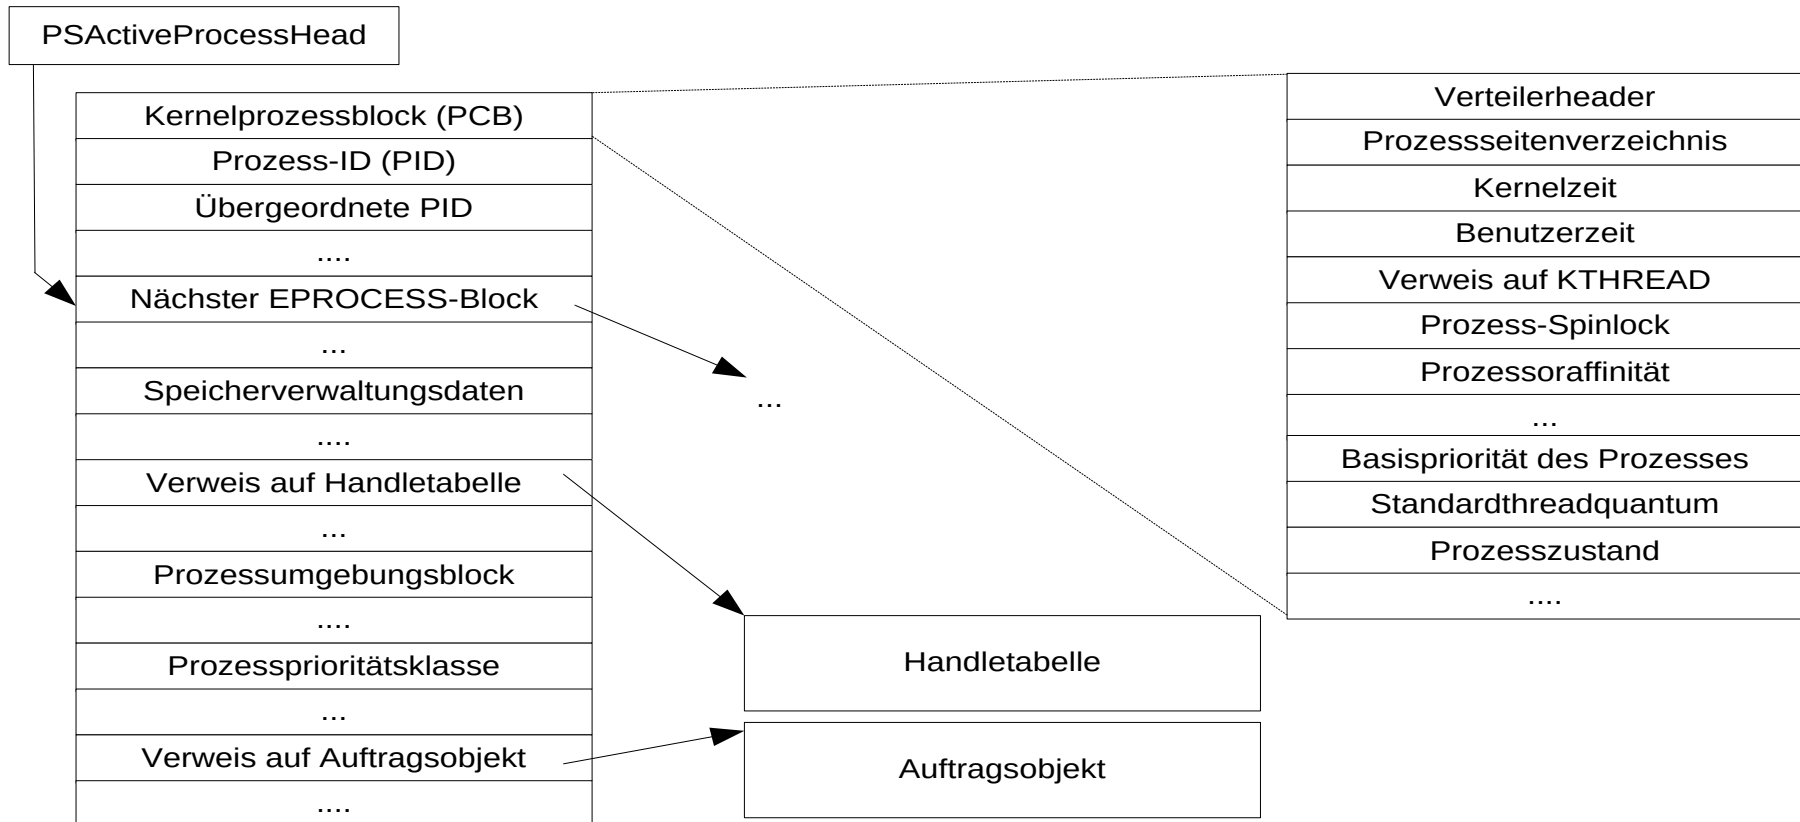 PSActiveProcessHead
Kernelprozessblock (PCB)
Prozess-ID (PID)
Übergeordnete PID
....
Nächster EPROCESS-Block
...
Speicherverwaltungsdaten
....
Verweis auf Handletabelle
...
Prozessumgebungsblock
....
Prozessprioritätsklasse
...
Verweis auf Auftragsobjekt
....
...
Handletabelle
Auftragsobjekt
Verteilerheader
Prozessseitenverzeichnis
Kernelzeit
Benutzerzeit
Verweis auf KTHREAD
Prozess-Spinlock
Prozessoraffinität
...
Basispriorität des Prozesses
Standardthreadquantum
Prozesszustand
....